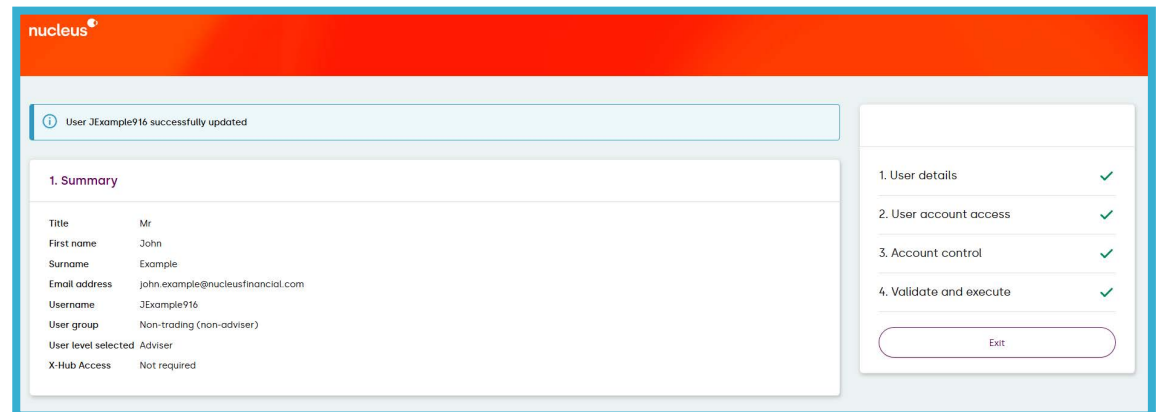 nucleus
User JExample916 successfully updated
1. Summary
Title Mr
First name John
Surname Example
Email address john.example@nucleusfinancial.com
Username JExample916
User group Non-trading (non-adviser)
User level selected Adviser
X-Hub Access Not required
1. User details
2. User account access
3. Account control
4. Validate and execute
Exit